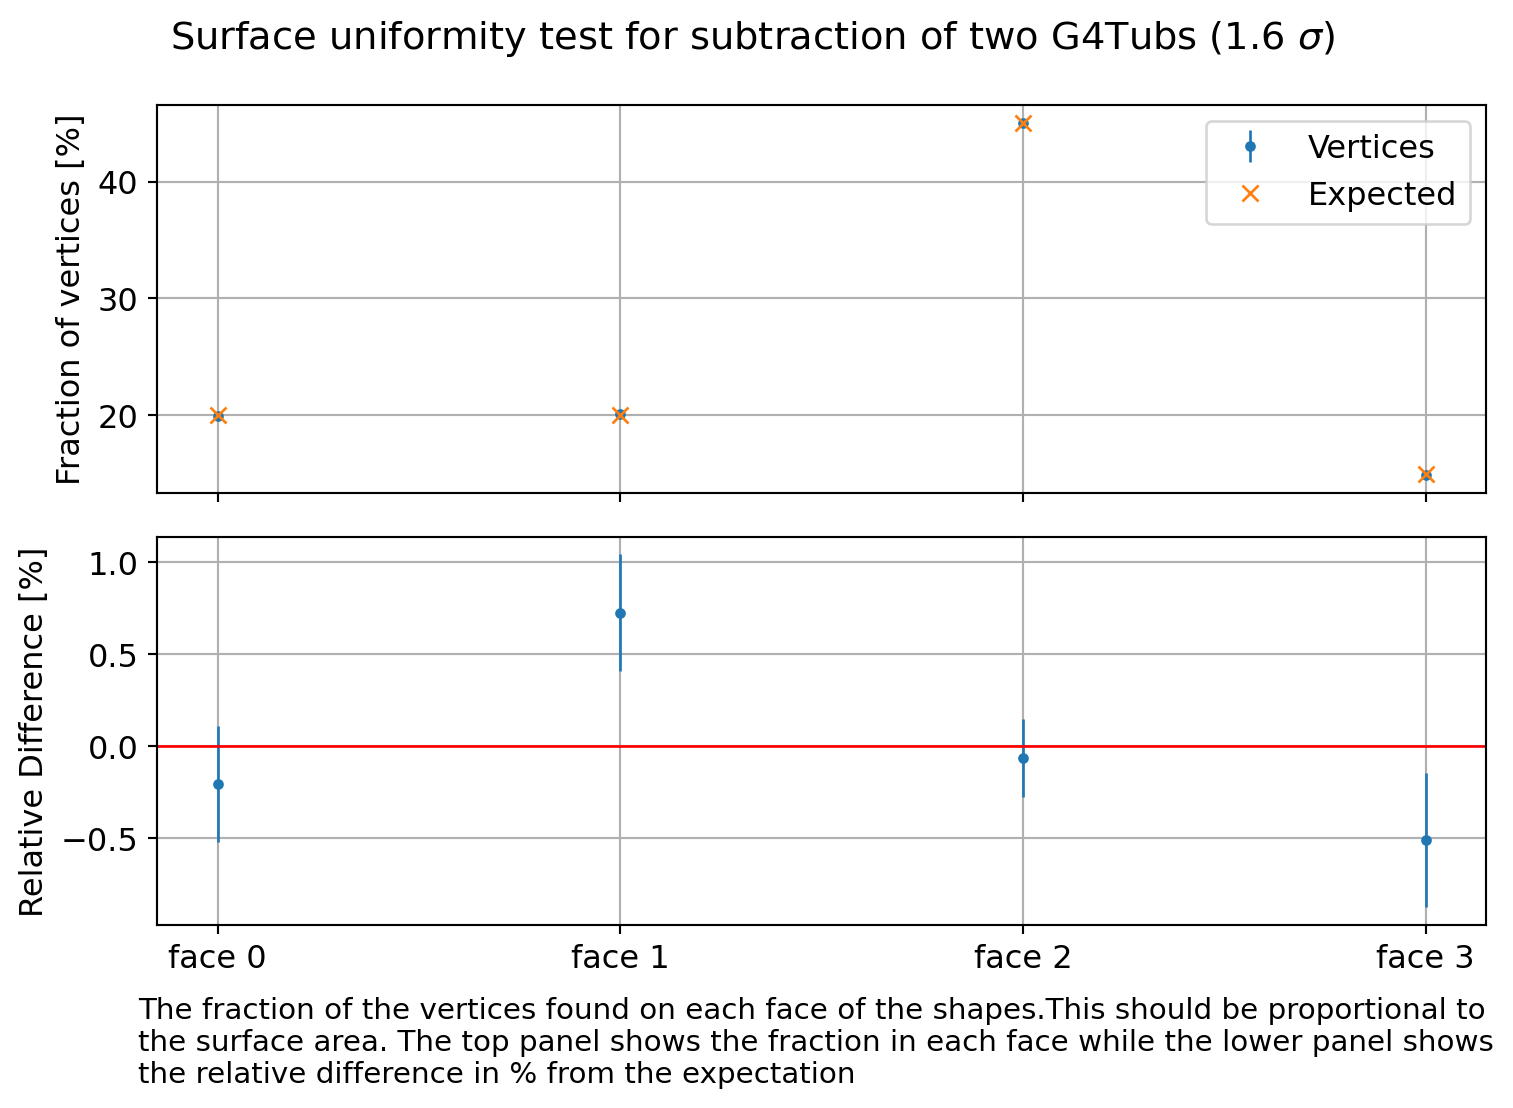 Surface uniformity test for subtraction of two G4Tubs (1.6 σ)
Fraction of vertices [%]
40
30
20
Vertices
Expected
Relative Difference [%]
1.0
0.5
0.0
−0.5
face 0
face 1
face 2
face 3
The fraction of the vertices found on each face of the shapes.This should be proportional to
the surface area. The top panel shows the fraction in each face while the lower panel shows
the relative difference in % from the expectation